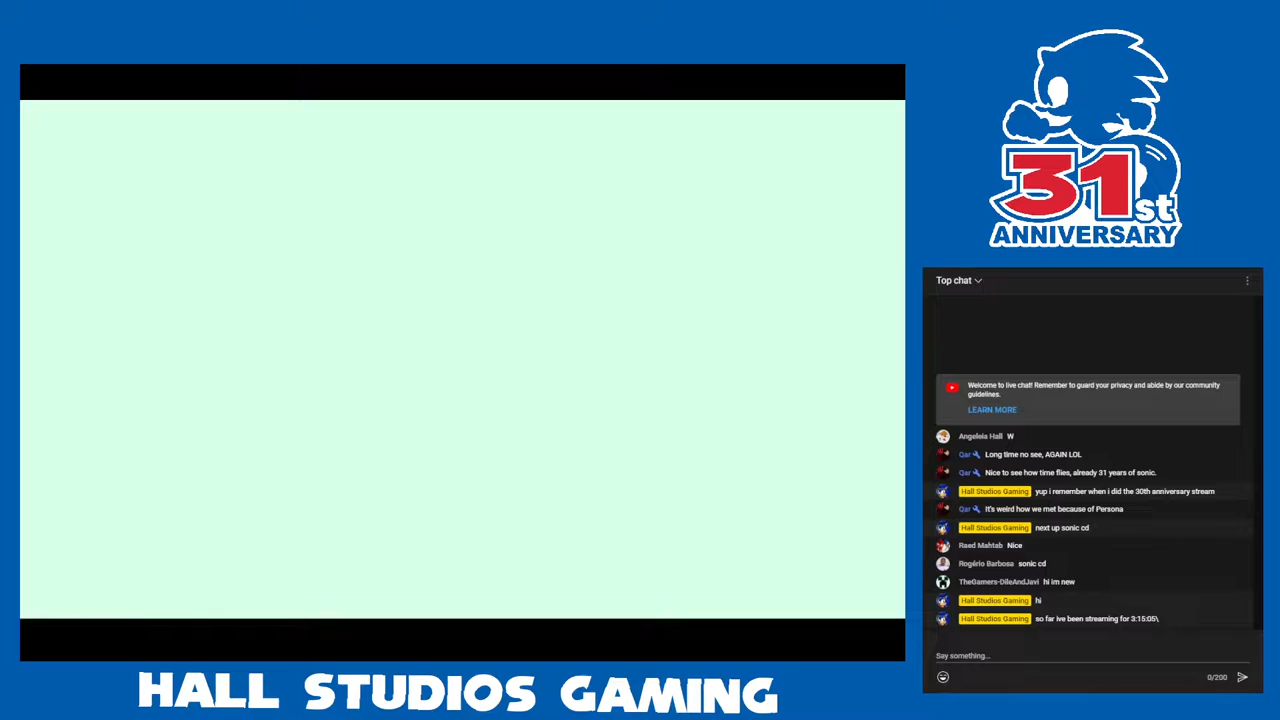 31st
ANNIVERSARY
Top chat
Welcome to live chat! Remember to guard your privacy and abide by our community
guidelines.
LEARN MORE
Angeleia Hall W
Qar Long time no see, AGAIN LOL
Qar Nice to see how time flies, already 31 years of sonic.
Hall Studios Gaming yup i remember when i did the 30th anniversary stream
Qar It's weird how we met because of Persona
Hall Studios Gaming next up sonic cd
Raed Mahtab Nice
Rogério Barbosa sonic cd
TheGamers-DileAndJavi hi im new
Hall Studios Gaming hi
Hall Studios Gaming so far ive been streaming for 3:15:05\
Say something...
0/200
HALL STUDIOS GAMING